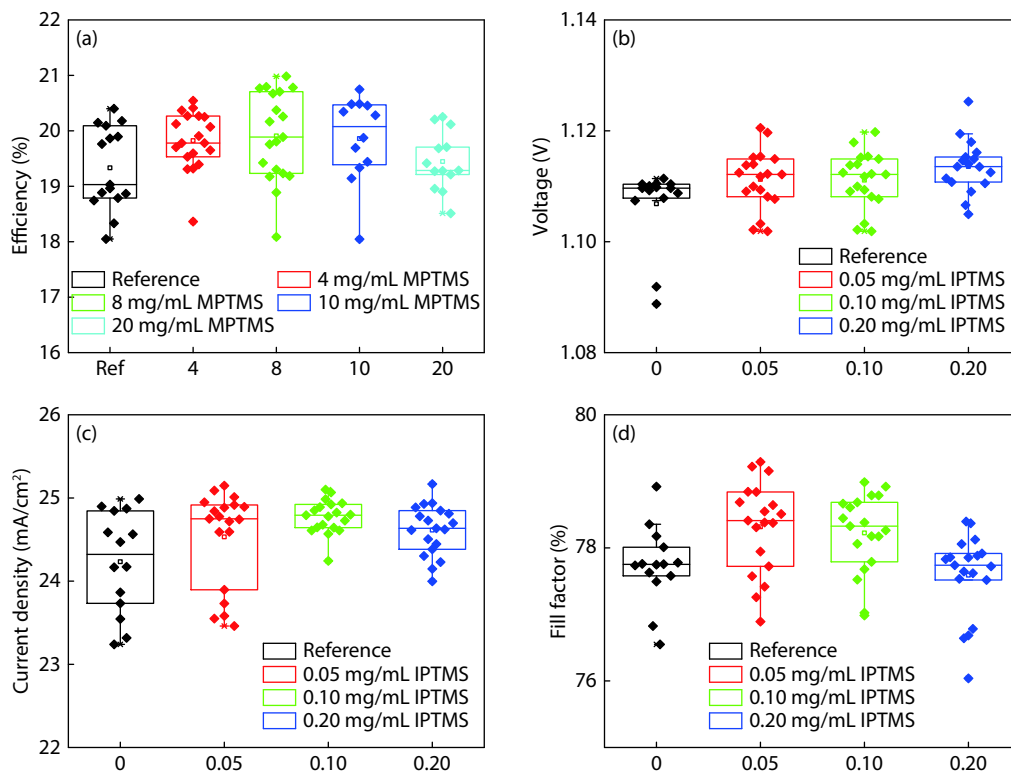 (a)
Efficiency (%)
22
21
20
19
18
17
16
Reference
4 mg/mL MPTMS
8 mg/mL MPTMS
10 mg/mL MPTMS
20 mg/mL MPTMS
Ref
4
8
10
20
(b)
Voltage (V)
1.14
1.12
1.10
1.08
Reference
0.05 mg/mL IPTMS
0.10 mg/mL IPTMS
0.20 mg/mL IPTMS
0
0.05
0.10
0.20
(c)
Current density (mA/cm²)
26
25
24
23
22
Reference
0.05 mg/mL IPTMS
0.10 mg/mL IPTMS
0.20 mg/mL IPTMS
0
0.05
0.10
0.20
(d)
Fill factor (%)
80
78
76
Reference
0.05 mg/mL IPTMS
0.10 mg/mL IPTMS
0.20 mg/mL IPTMS
0
0.05
0.10
0.20